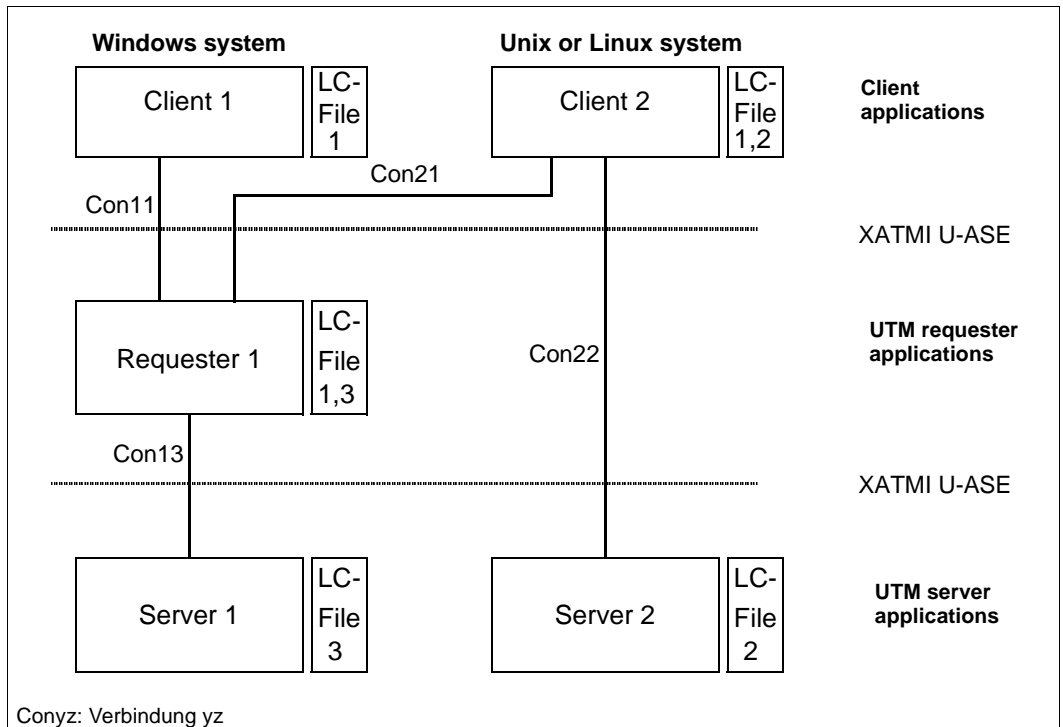 Windows system
Unix or Linux system
Client 1
LC-
File
1
Client 2
LC-
File
1,2
Client
applications
Con11
Con21
XATMI U-ASE
Requester 1
LC-
File
1,3
Con22
UTM requester
applications
Con13
XATMI U-ASE
Server 1
LC-
File
3
Server 2
LC-
File
2
UTM server
applications
Conyz: Verbindung yz